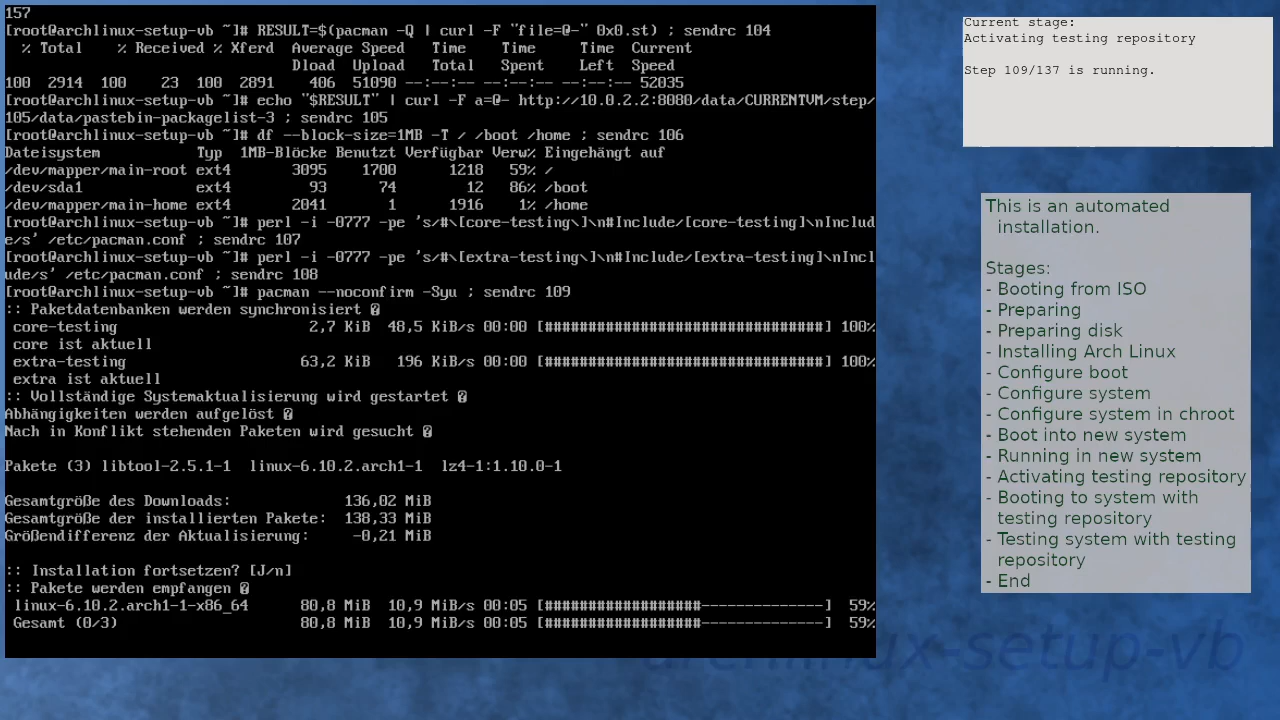 157
[root@archlinux-setup-vb ~]# RESULT=$(pacman -Q | curl -F "file=@-" 0x0.st) ; sendrc 104
  % Total    % Received % Xferd  Average Speed   Time    Time     Time  Current
                                 Dload  Upload   Total   Spent    Left  Speed
100  2914  100    23  100  2891    406  51090 --:--:-- --:--:-- --:--:-- 52035
[root@archlinux-setup-vb ~]# echo "$RESULT" | curl -F a=@- http://10.0.2.2:8080/data/CURRENTVM/step/
105/data/pastebin-packagelist-3 ; sendrc 105
[root@archlinux-setup-vb ~]# df --block-size=1MB -T / /boot /home ; sendrc 106
Dateisystem           Typ  1MB-Blöcke Benutzt Verfügbar Verw% Eingehängt auf
/dev/mapper/main-root ext4       3095    1700      1218   59% /
/dev/sda1             ext4         93      74        12   86% /boot
/dev/mapper/main-home ext4       2041       1      1916    1% /home
[root@archlinux-setup-vb ~]# perl -i -0777 -pe 's/#\[core-testing\]\n#Include/[core-testing]\nInclud
e/s' /etc/pacman.conf ; sendrc 107
[root@archlinux-setup-vb ~]# perl -i -0777 -pe 's/#\[extra-testing\]\n#Include/[extra-testing]\nIncl
ude/s' /etc/pacman.conf ; sendrc 108
[root@archlinux-setup-vb ~]# pacman --noconfirm -Syu ; sendrc 109
:: Paketdatenbanken werden synchronisiert �
 core-testing                      2,7 KiB  48,5 KiB/s 00:00 [################################] 100%
 core ist aktuell
 extra-testing                    63,2 KiB   196 KiB/s 00:00 [################################] 100%
 extra ist aktuell
:: Vollständige Systemaktualisierung wird gestartet �
Abhängigkeiten werden aufgelöst �
Nach in Konflikt stehenden Paketen wird gesucht �
Pakete (3) libtool-2.5.1-1  linux-6.10.2.arch1-1  lz4-1:1.10.0-1
Gesamtgröße des Downloads:             136,02 MiB
Gesamtgröße der installierten Pakete:  138,33 MiB
Größendifferenz der Aktualisierung:     -0,21 MiB
:: Installation fortsetzen? [J/n]
:: Pakete werden empfangen �
 linux-6.10.2.arch1-1-x86_64      80,8 MiB  10,9 MiB/s 00:05 [##################--------------]  59%
 Gesamt (0/3)                     80,8 MiB  10,9 MiB/s 00:05 [##################--------------]  59%
Current stage:
Activating testing repository
Step 109/137 is running.
This is an automated
installation.
Stages:
- Booting from ISO
- Preparing
- Preparing disk
- Installing Arch Linux
- Configure boot
- Configure system
- Configure system in chroot
- Boot into new system
- Running in new system
- Activating testing repository
- Booting to system with
testing repository
- Testing system with testing
repository
- End
archlinux-setup-vb